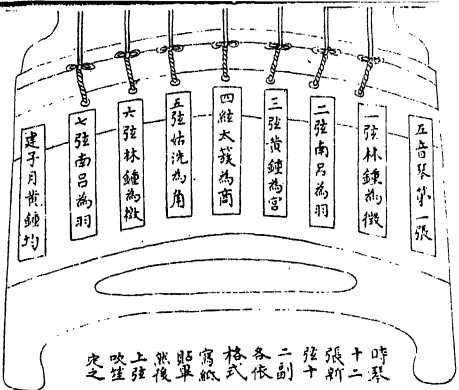 五音琴第一張
一弦林鍾為徵
二弦南呂為羽
三弦黃鍾為宮
四絃太蔟為商
五弦姑洗為角
六弦林鍾為徵
七弦南呂為羽
建子月黃鍾均
時琴
十二
張新
弦十
二副
各依
格式
寫紙
貼畢
然後
上弦
吹笙
定之